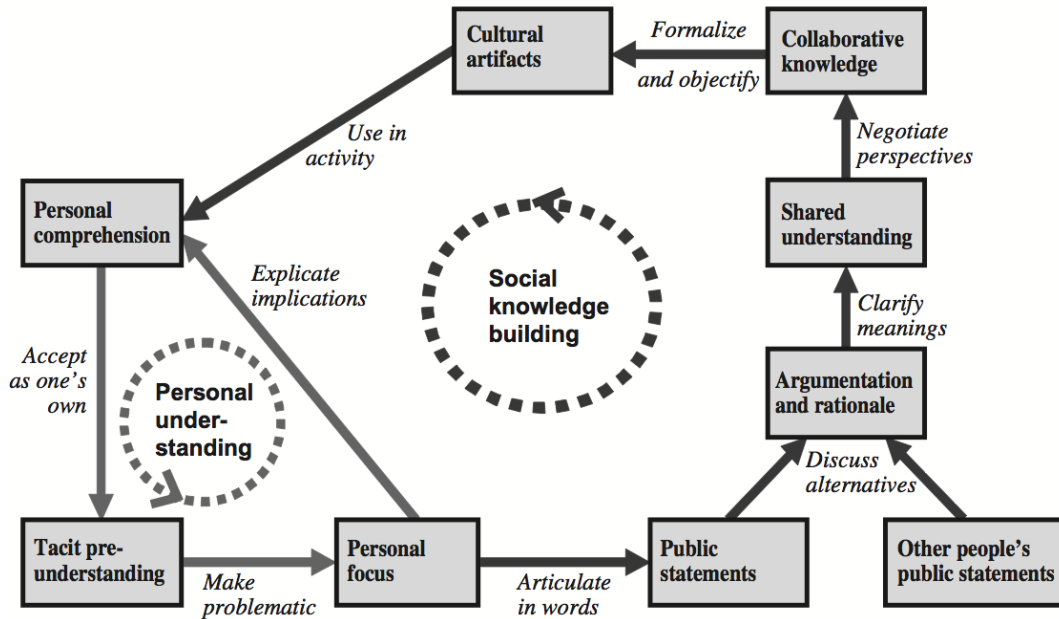 Cultural
artifacts
Formalize
and objectify
Collaborative
knowledge
Use in
activity
Negotiate
perspectives
Personal
comprehension
Shared
understanding
Explicate
implications
Social
knowledge
building
Clarify
meanings
Accept
as one's
own
Personal
under-
standing
Argumentation
and rationale
Discuss
alternatives
Tacit pre-
understanding
Make
problematic
Personal
focus
Articulate
in words
Public
statements
Other people's
public statements